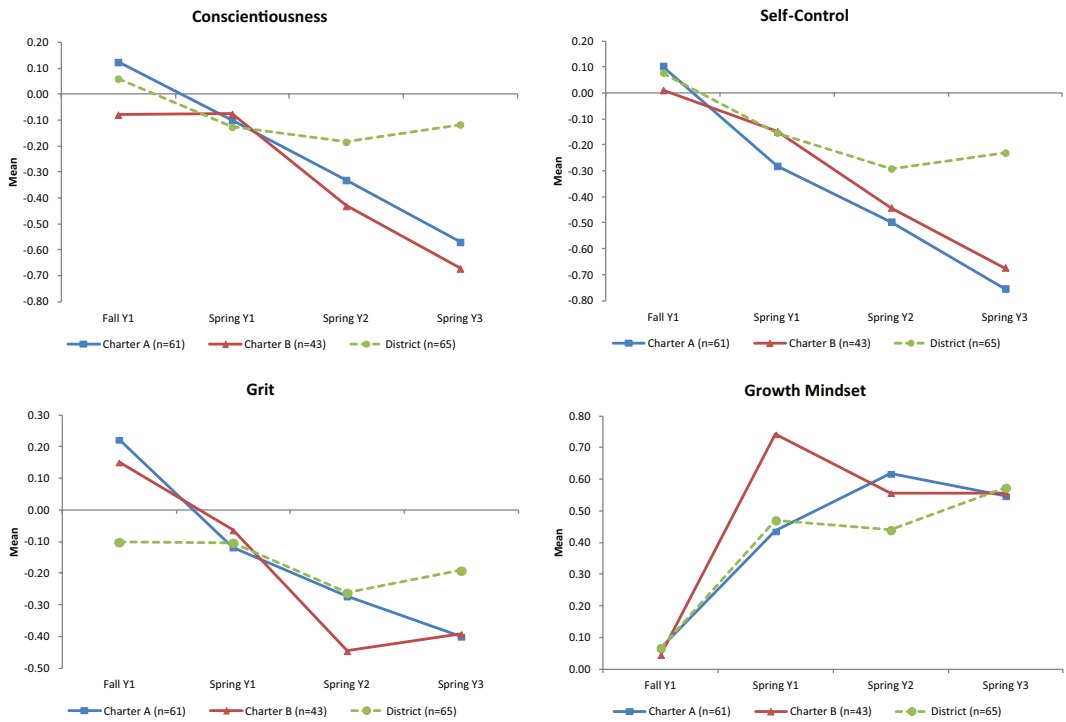 Conscientiousness
0.20
0.10
0.00
-0.10
-0.20
-0.30
-0.40
-0.50
-0.60
-0.70
-0.80
Mean
Fall Y1 Spring Y1 Spring Y2 Spring Y3
Charter A (n=61) Charter B (n=43) District (n=65)
Self-Control
0.20
0.10
0.00
-0.10
-0.20
-0.30
-0.40
-0.50
-0.60
-0.70
-0.80
Mean
Fall Y1 Spring Y1 Spring Y2 Spring Y3
Charter A (n=61) Charter B (n=43) District (n=65)
Grit
0.30
0.20
0.10
0.00
-0.10
-0.20
-0.30
-0.40
-0.50
Mean
Fall Y1 Spring Y1 Spring Y2 Spring Y3
Charter A (n=61) Charter B (n=43) District (n=65)
Growth Mindset
0.80
0.70
0.60
0.50
0.40
0.30
0.20
0.10
0.00
Mean
Fall Y1 Spring Y1 Spring Y2 Spring Y3
Charter A (n=61) Charter B (n=43) District (n=65)